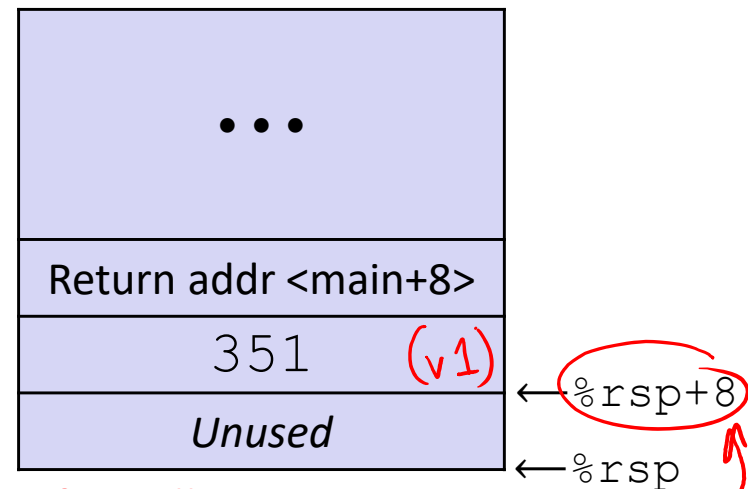 •••
Return addr <main+8>
351 (v1)
←%rsp+8
Unused
←%rsp